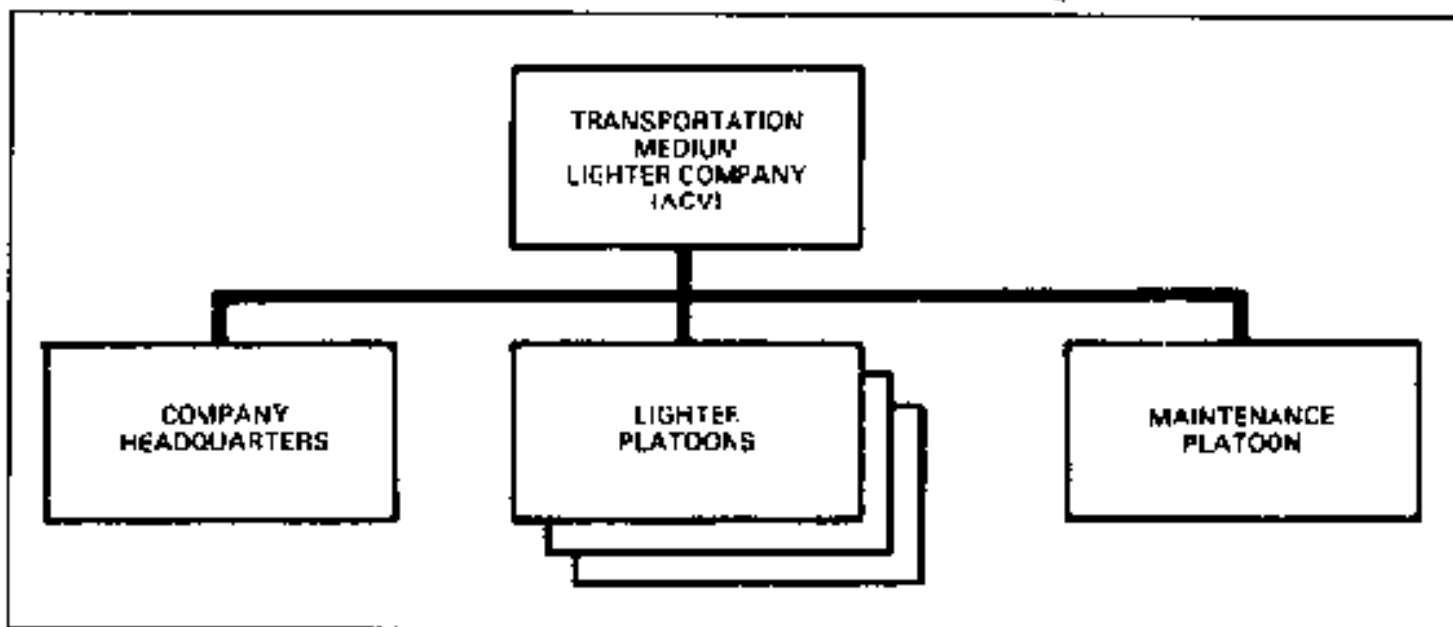 TRANSPORTATION
MEDIUM
LIGHTER COMPANY
(ACV)
COMPANY
HEADQUARTERS
LIGHTER
PLATOONS
MAINTENANCE
PLATOON